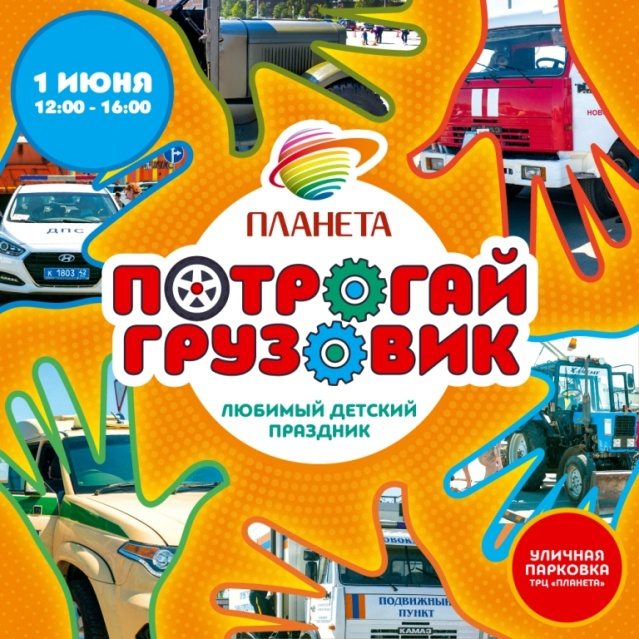 1 ИЮНЯ
12:00 - 16:00
ДПС
К 1803
ПЛАНЕТА
ПОТРОГАЙ
ГРУЗОВИК
ЛЮБИМЫЙ ДЕТСКИЙ
ПРАЗДНИК
ПОДВИЖНЫЙ
ПУНКТ
КАМАЗ
УЛИЧНАЯ
ПАРКОВКА
ТРЦ «ПЛАНЕТА»